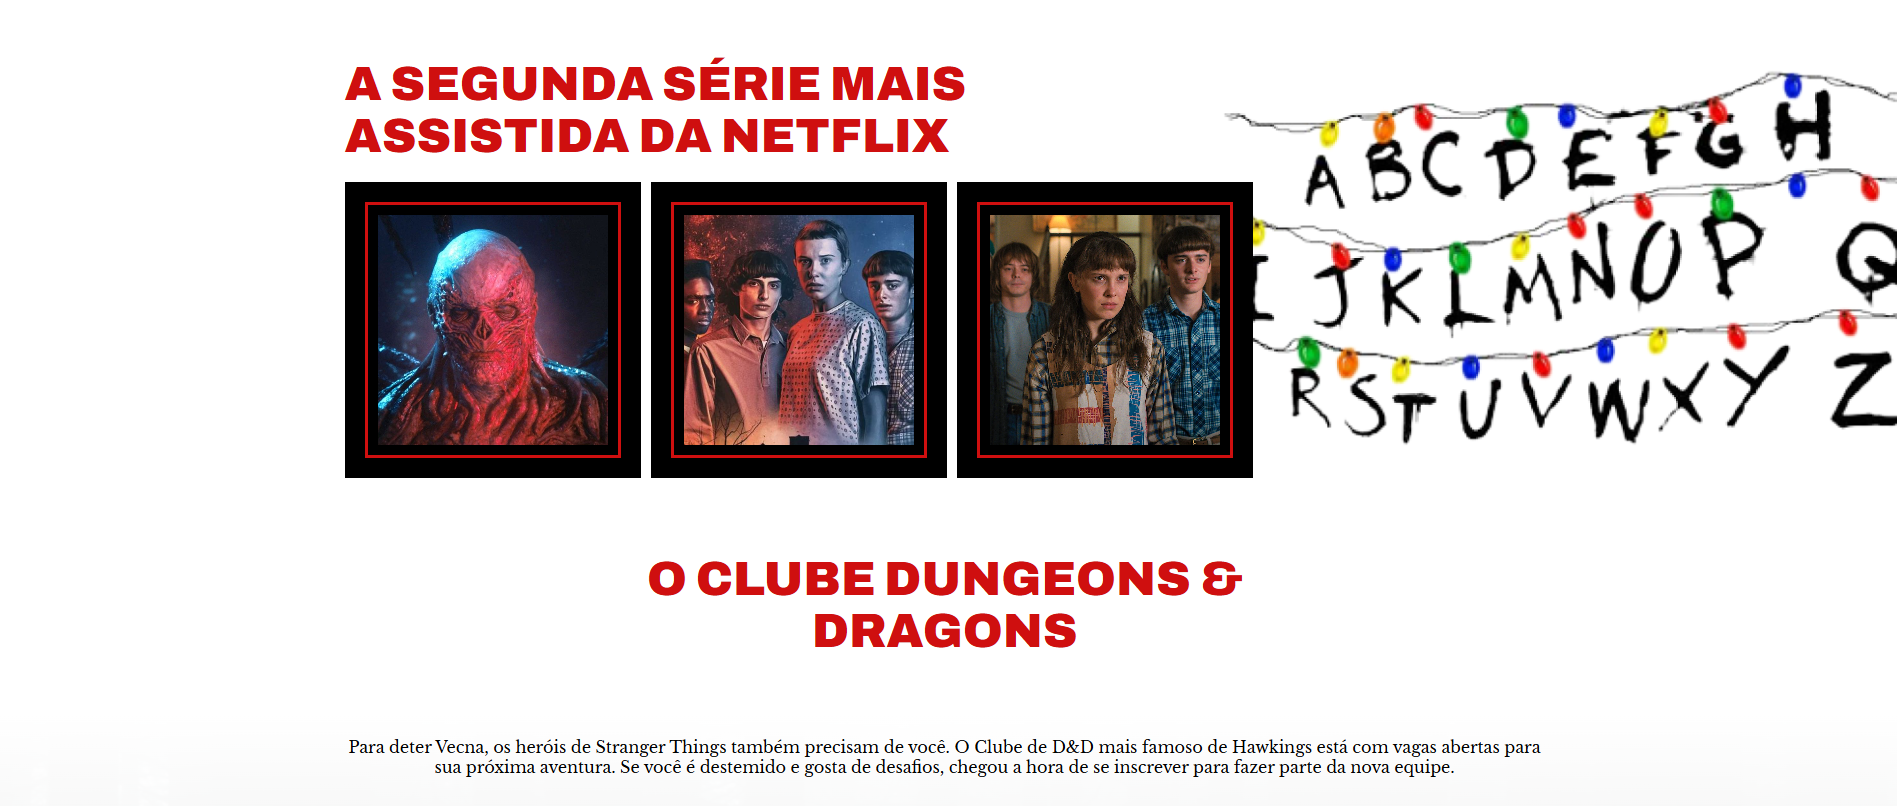 A SEGUNDA SÉRIE MAIS
ASSISTIDA DA NETFLIX
A B C D E F G H
I J K L M N O P Q
R S T U V W X Y Z
O CLUBE DUNGEONS &
DRAGONS
Para deter Vecna, os heróis de Stranger Things também precisam de você. O Clube de D&D mais famoso de Hawkings está com vagas abertas para
sua próxima aventura. Se você é destemido e gosta de desafios, chegou a hora de se inscrever para fazer parte da nova equipe.